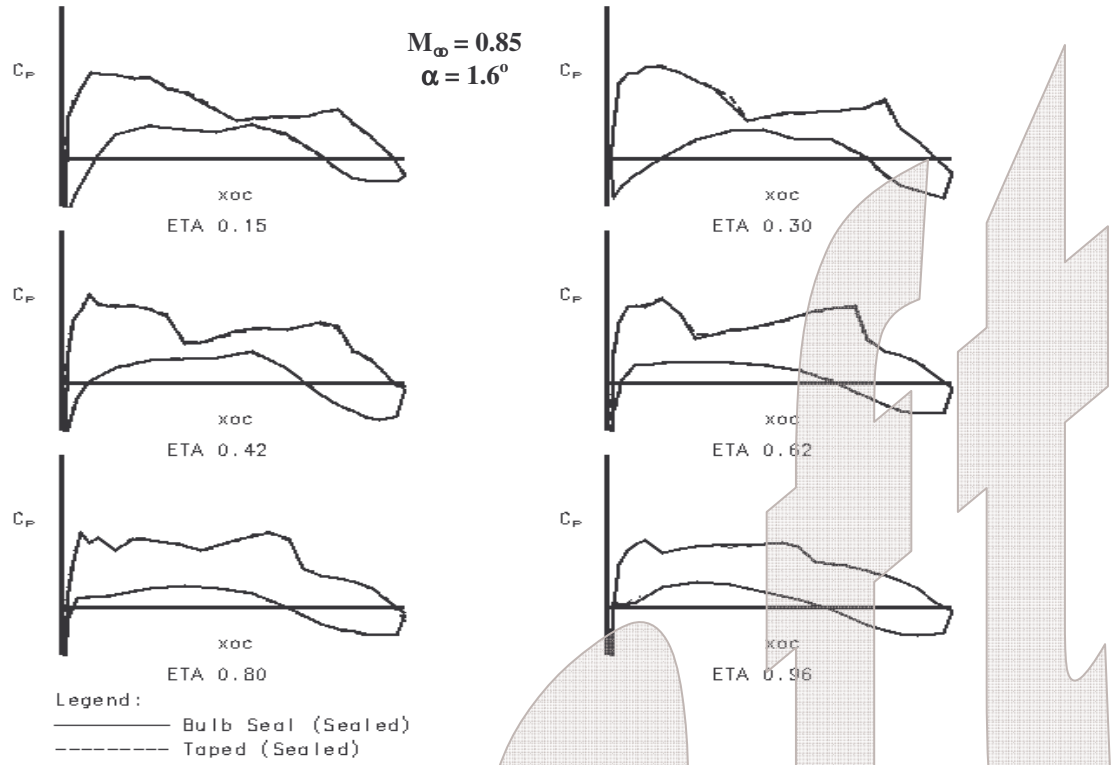 M∞ = 0.85
α = 1.6°
CP
CP
xoc
xoc
ETA 0.15
ETA 0.30
CP
CP
xoc
xoc
ETA 0.42
ETA 0.62
CP
CP
xoc
xoc
ETA 0.80
ETA 0.96
Legend:
Bulb Seal (Sealed)
Taped (Sealed)